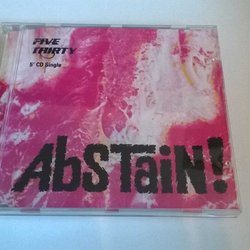 FIVE
THIRTY
5" CD Single
AbSTaiN!